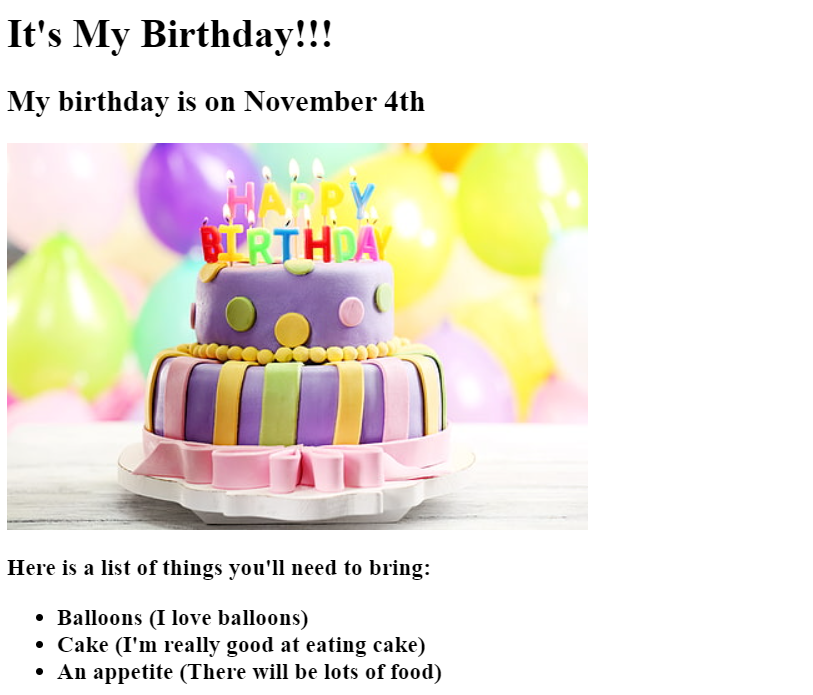 It's My Birthday!!!
My birthday is on November 4th
HAPPY
BIRTHDAY
Here is a list of things you'll need to bring:
Balloons (I love balloons)
Cake (I'm really good at eating cake)
An appetite (There will be lots of food)